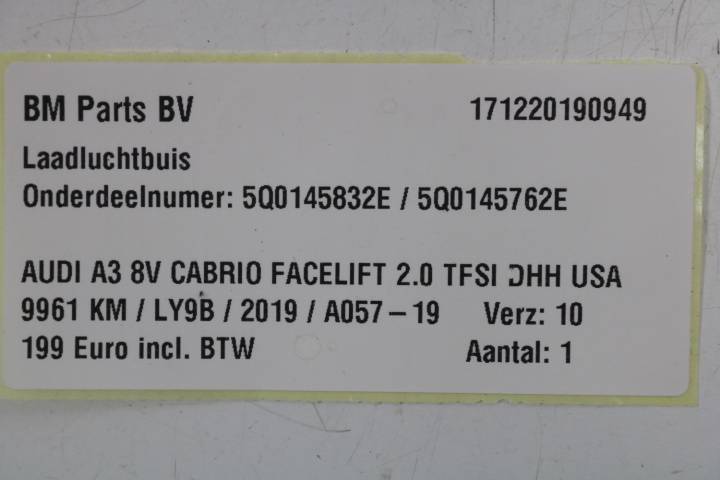 BM Parts BV 171220190949
Laadluchtbuis
Onderdeelnumer: 5Q0145832E / 5Q0145762E
AUDI A3 8V CABRIO FACELIFT 2.0 TFSI DHH USA
9961 KM / LY9B / 2019 / A057-19 Verz: 10
199 Euro incl. BTW Aantal: 1